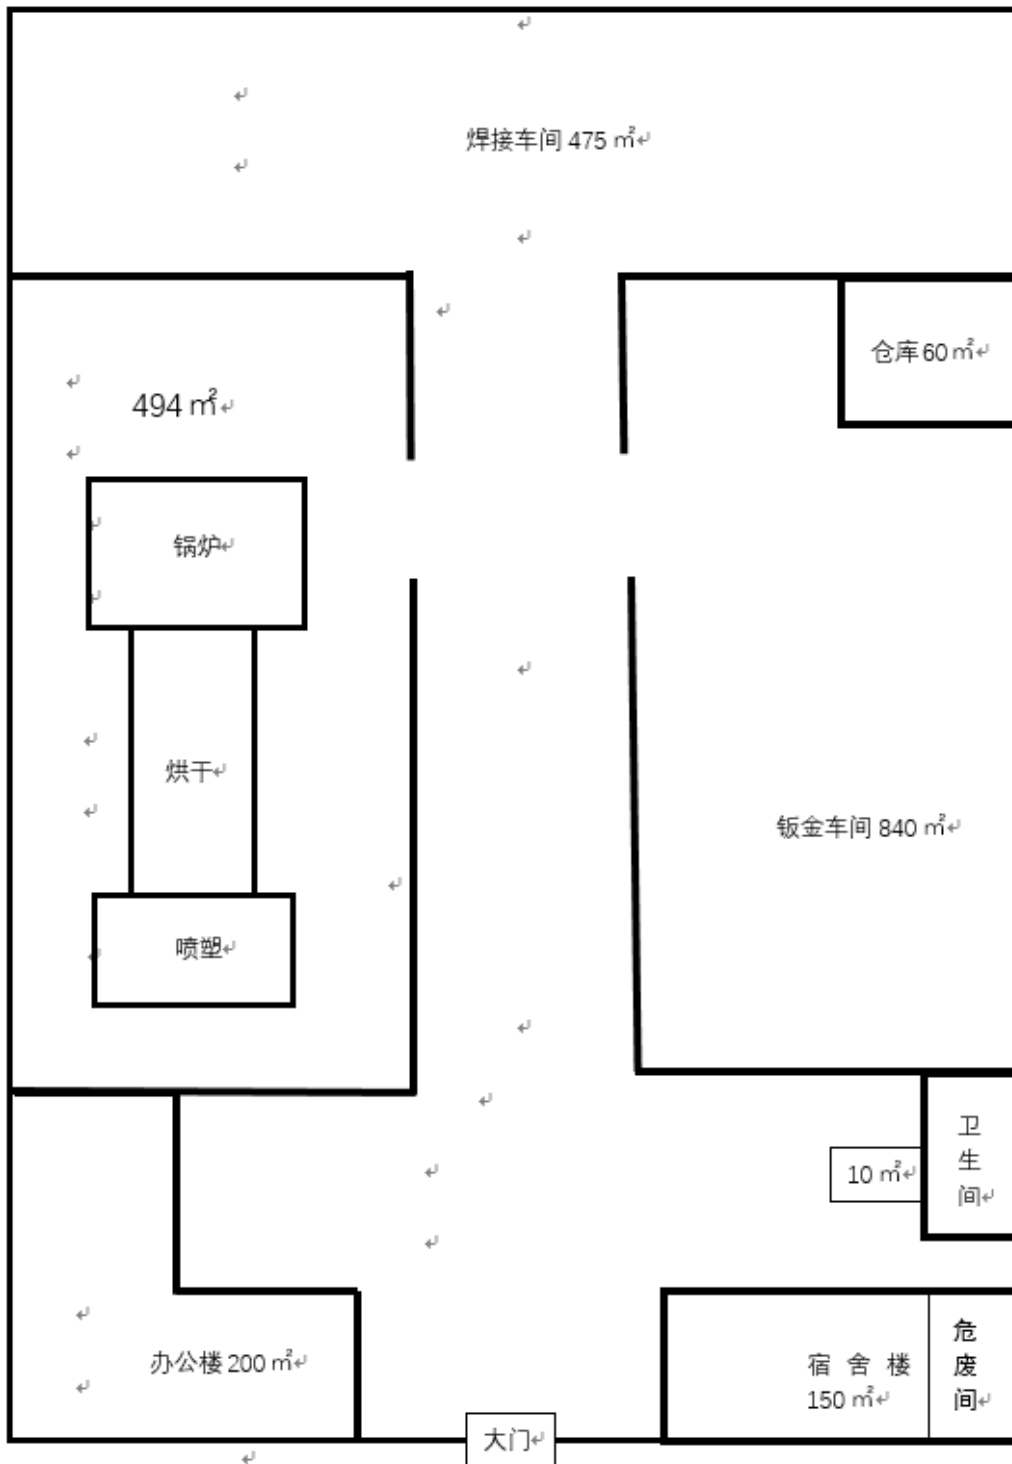 焊接车间 475 ㎡
仓库 60 ㎡
494 ㎡
锅炉
烘干
钣金车间 840 ㎡
喷塑
卫
生
间
10 ㎡
办公楼 200 ㎡
宿 舍 楼
150 ㎡
危
废
间
大门